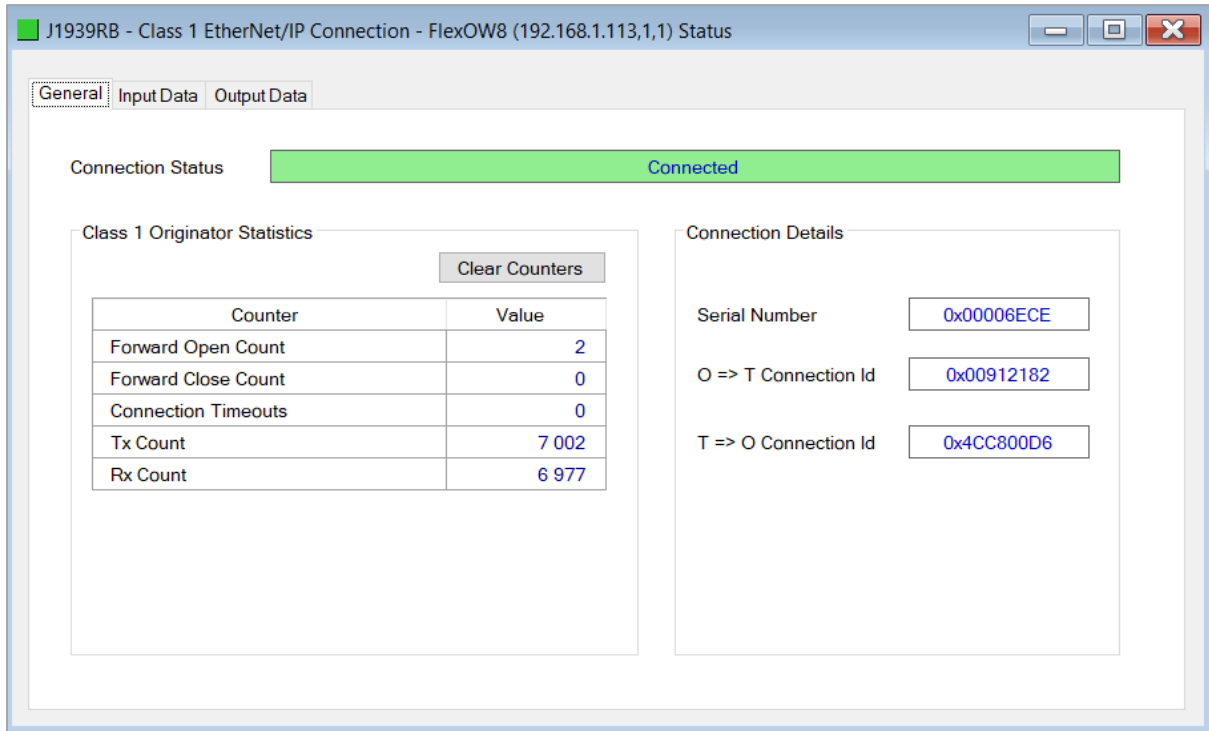 J1939RB - Class 1 EtherNet/IP Connection - FlexOW8 (192.168.1.113,1,1) Status
General Input Data Output Data
Connection Status Connected
Class 1 Originator Statistics
Clear Counters
Counter Value
Forward Open Count 2
Forward Close Count 0
Connection Timeouts 0
Tx Count 7 002
Rx Count 6 977
Connection Details
Serial Number 0x00006ECE
O => T Connection Id 0x00912182
T => O Connection Id 0x4CC800D6